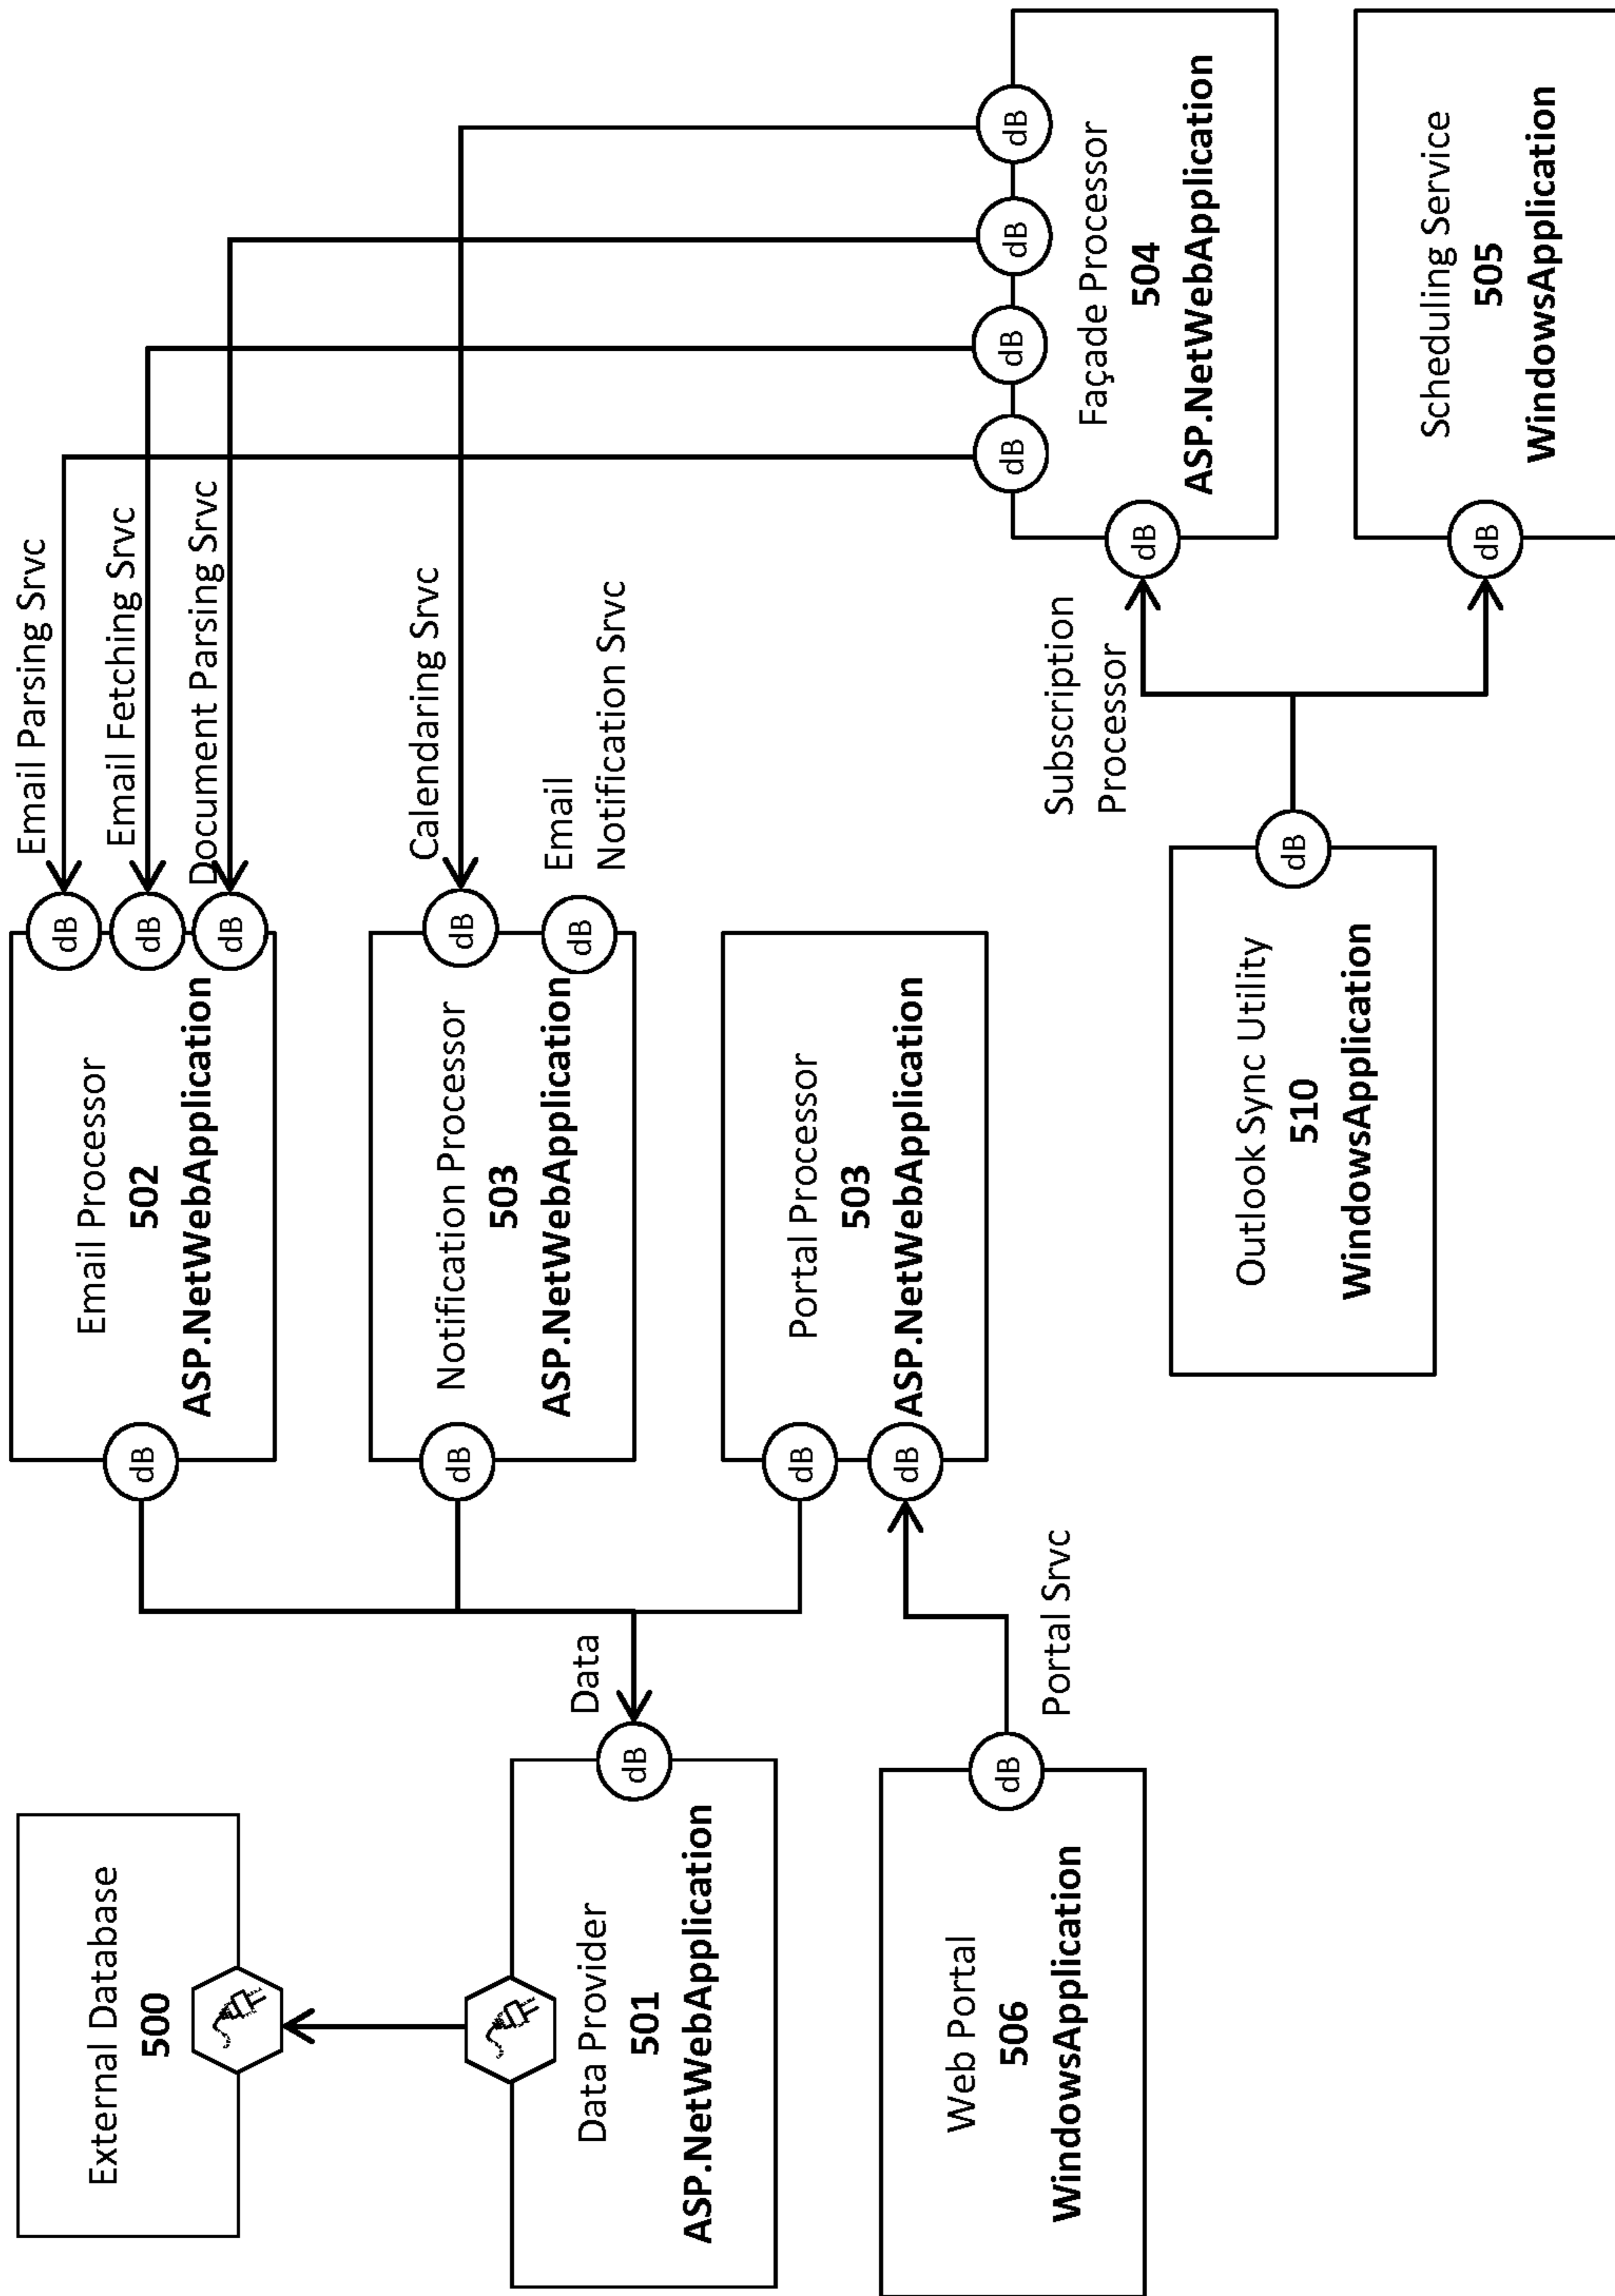 External Database
500
dB
Email Processor
502
ASP.NetWebApplication
dB
dB
dB
Email Parsing Srvc
Email Fetching Srvc
Document Parsing Srvc
Data Provider
501
ASP.NetWebApplication
dB
Data
dB
Notification Processor
503
ASP.NetWebApplication
dB
dB
Calendaring Srvc
Email
Notification Srvc
dB
dB
Portal Processor
503
ASP.NetWebApplication
Web Portal
506
WindowsApplication
dB
Portal Srvc
Outlook Sync Utility
510
WindowsApplication
dB
Subscription
Processor
dB
dB
dB
dB
dB
Façade Processor
504
ASP.NetWebApplication
dB
Scheduling Service
505
WindowsApplication